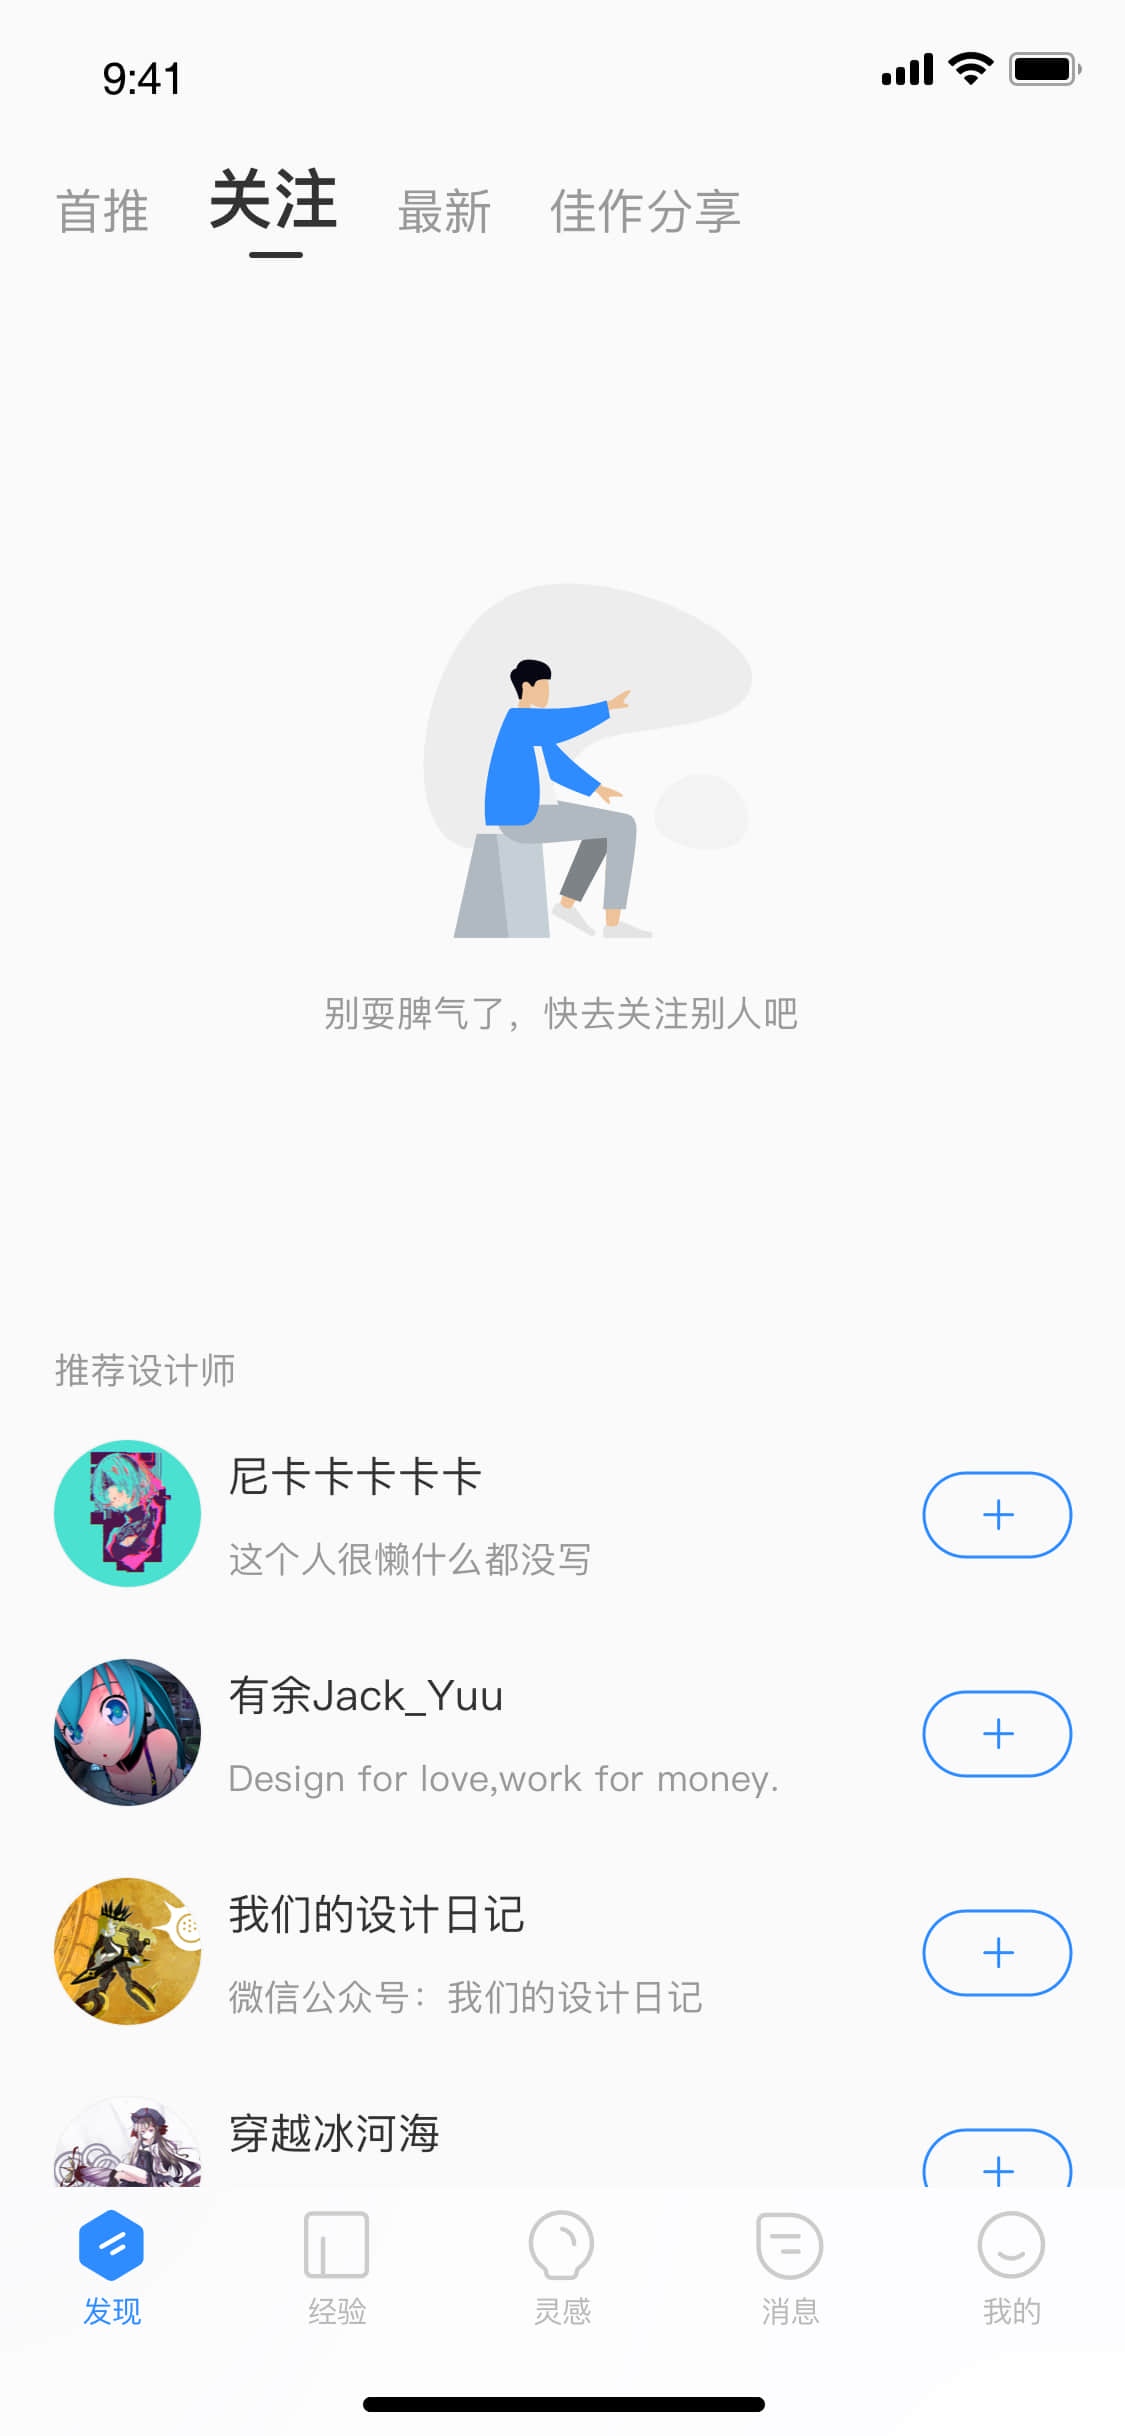 9:41
首推 关注 最新 佳作分享
别耍脾气了，快去关注别人吧
推荐设计师
尼卡卡卡卡卡
这个人很懒什么都没写
有余Jack_Yuu
Design for love,work for money.
我们的设计日记
微信公众号：我们的设计日记
穿越冰河海
发现 经验 灵感 消息 我的